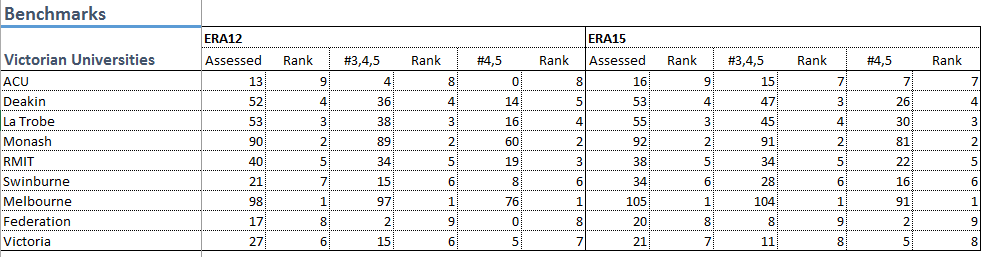 Benchmarks
ERA12 ERA15
Victorian Universities Assessed Rank #3,4,5 Rank #4,5 Rank Assessed Rank #3,4,5 Rank #4,5 Rank
ACU 13 9 4 8 0 8 16 9 15 7 7 7
Deakin 52 4 36 4 14 5 53 4 47 3 26 4
La Trobe 53 3 38 3 16 4 55 3 45 4 30 3
Monash 90 2 89 2 60 2 92 2 91 2 81 2
RMIT 40 5 34 5 19 3 38 5 34 5 22 5
Swinburne 21 7 15 6 8 6 34 6 28 6 16 6
Melbourne 98 1 97 1 76 1 105 1 104 1 91 1
Federation 17 8 2 9 0 8 20 8 8 9 2 9
Victoria 27 6 15 6 5 7 21 7 11 8 5 8